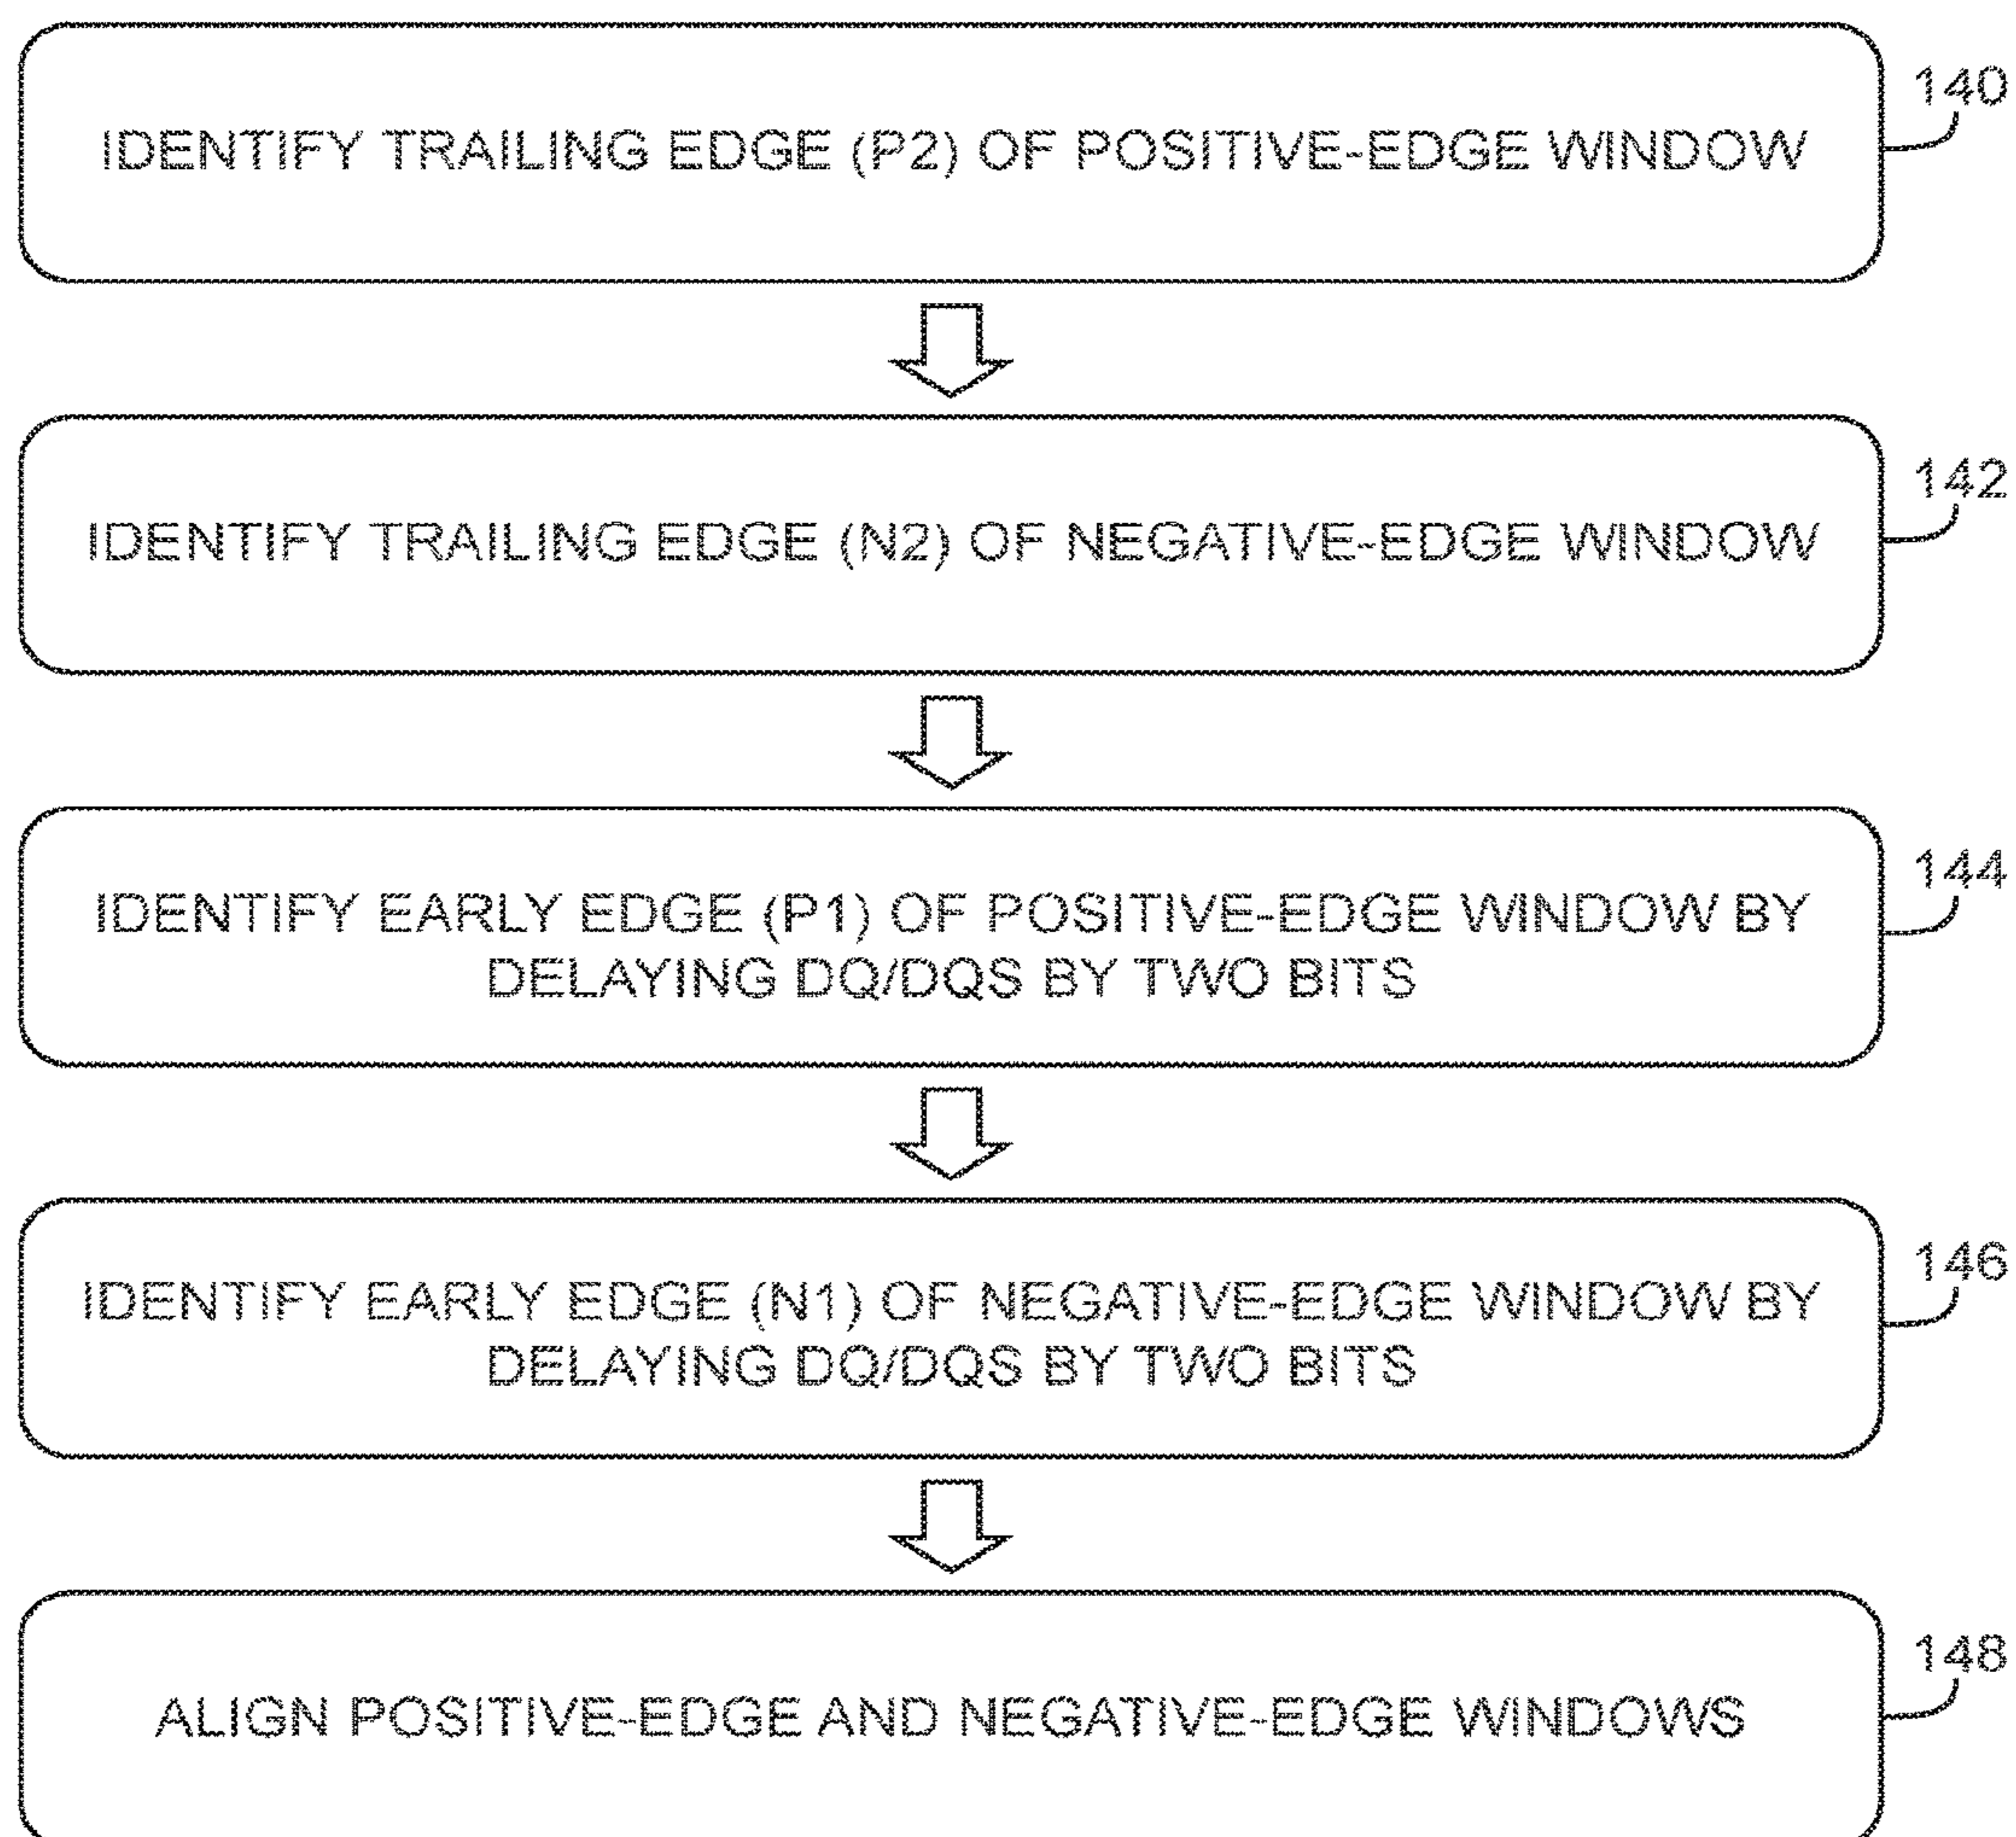 140
IDENTIFY TRAILING EDGE (P2) OF POSITIVE-EDGE WINDOW
142
IDENTIFY TRAILING EDGE (N2) OF NEGATIVE-EDGE WINDOW
144
IDENTIFY EARLY EDGE (P1) OF POSITIVE-EDGE WINDOW BY
DELAYING DQ/DQS BY TWO BITS
146
IDENTIFY EARLY EDGE (N1) OF NEGATIVE-EDGE WINDOW BY
DELAYING DQ/DQS BY TWO BITS
148
ALIGN POSITIVE-EDGE AND NEGATIVE-EDGE WINDOWS